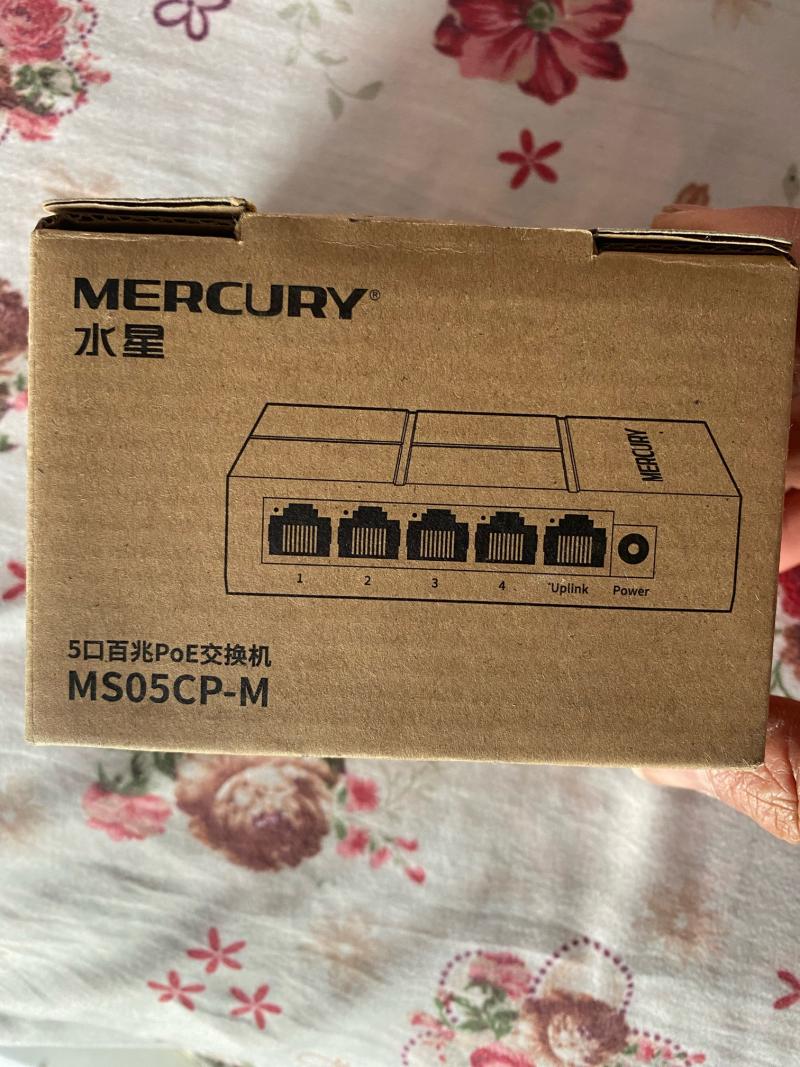 MERCURY®
水星
MERCURY
1 2 3 4 Uplink Power
5口百兆PoE交换机
MS05CP-M